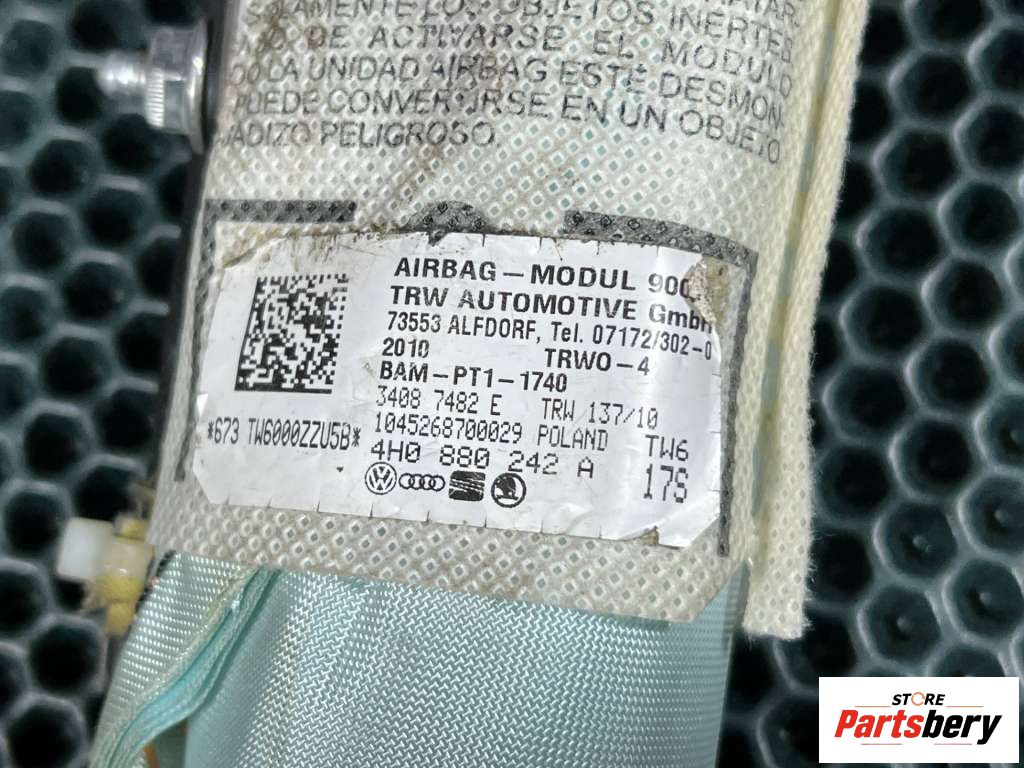 OBJETOS INERTES
DE ACTIVARSE EL MODULO
LA UNIDAD AIRBAG ESTE DESMON-
PUEDE CONVERTIRSE EN UN OBJETO
PELIGROSO.
AIRBAG – MODUL
TRW AUTOMOTIVE GmbH
73553 ALFDORF, Tel. 07172/302-0
2010 TRWO-4
BAM-PT1-1740
3408 7482 E TRW 137/10
1045268700029 POLAND TW6
*673 TW6000ZZU5B*
4H0 880 242 A 17S
STORE
Partsbery